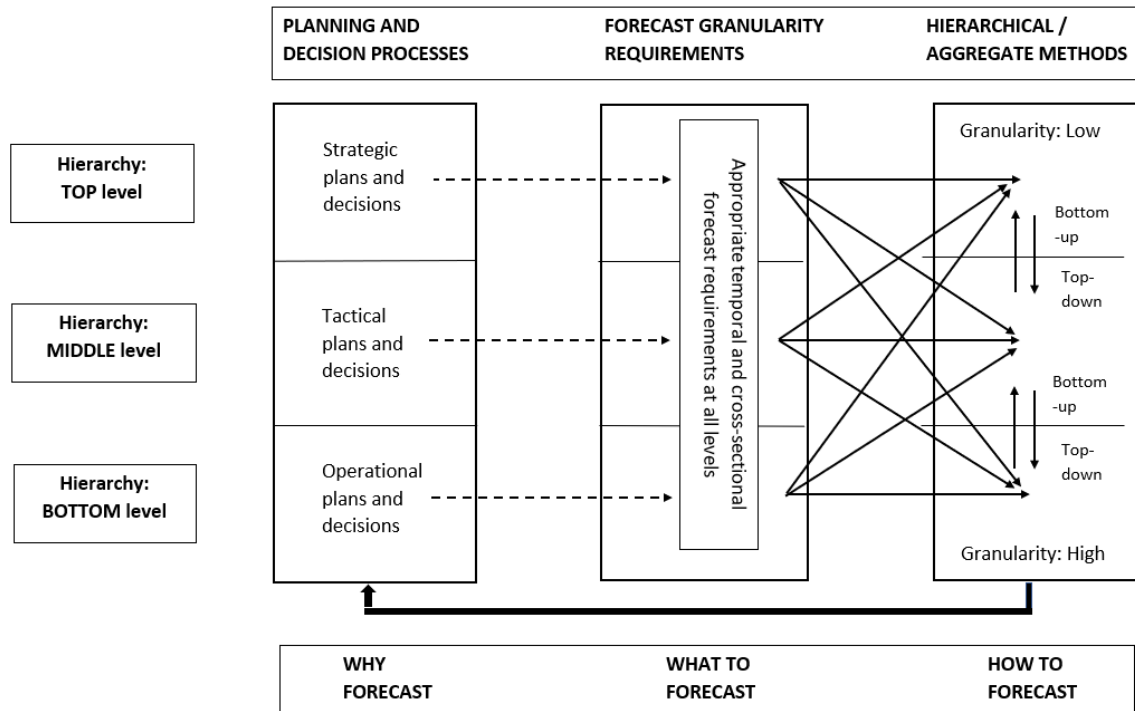 PLANNING AND
DECISION PROCESSES
FORECAST GRANULARITY
REQUIREMENTS
HIERARCHICAL /
AGGREGATE METHODS
Hierarchy:
TOP level
Strategic
plans and
decisions
Hierarchy:
MIDDLE level
Tactical
plans and
decisions
Hierarchy:
BOTTOM level
Operational
plans and
decisions
Appropriate temporal and cross-sectional
forecast requirements at all levels
Granularity: Low
Bottom
-up
Top-
down
Bottom
-up
Top-
down
Granularity: High
WHY
FORECAST
WHAT TO
FORECAST
HOW TO
FORECAST